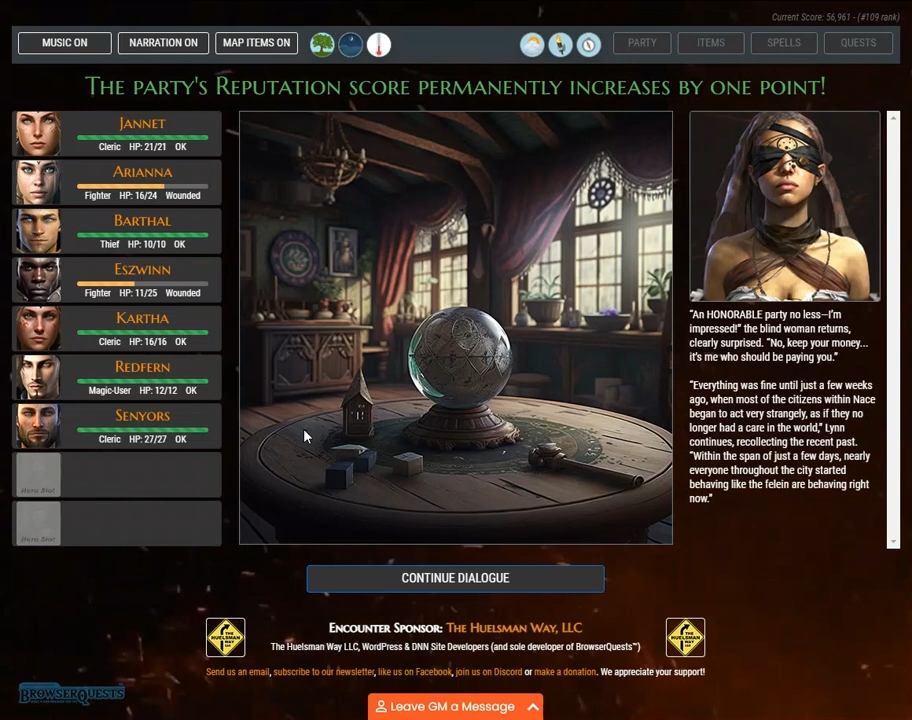 Current Score: 56,961 - (#109 rank)
MUSIC ON
NARRATION ON
MAP ITEMS ON
PARTY
ITEMS
SPELLS
QUESTS
The party's Reputation score permanently increases by one point!
Jannet
Cleric HP: 21/21 OK
Arianna
Fighter HP: 16/24 Wounded
Barthal
Thief HP: 10/10 OK
Eszwinn
Fighter HP: 11/25 Wounded
Kartha
Cleric HP: 16/16 OK
Redfern
Magic-User HP: 12/12 OK
Senyors
Cleric HP: 27/27 OK
Hero Slot
Hero Slot
“An HONORABLE party no less—I’m
impressed!” the blind woman returns,
clearly surprised. “No, keep your money...
it’s me who should be paying you.”
“Everything was fine until just a few weeks
ago, when most of the citizens within Nace
began to act very strangely, as if they no
longer had a care in the world,” Lynn
continues, recollecting the recent past.
“Within the span of just a few days, nearly
everyone throughout the city started
behaving like the felein are behaving right
now.”
CONTINUE DIALOGUE
THE
HUELSMAN
WAY
Encounter Sponsor: The Huelsman Way, LLC
The Huelsman Way LLC, WordPress & DNN Site Developers (and sole developer of BrowserQuests™)
THE
HUELSMAN
WAY
Send us an email, subscribe to our newsletter, like us on Facebook, join us on Discord or make a donation. We appreciate your support!
BrowserQuests
Leave GM a Message